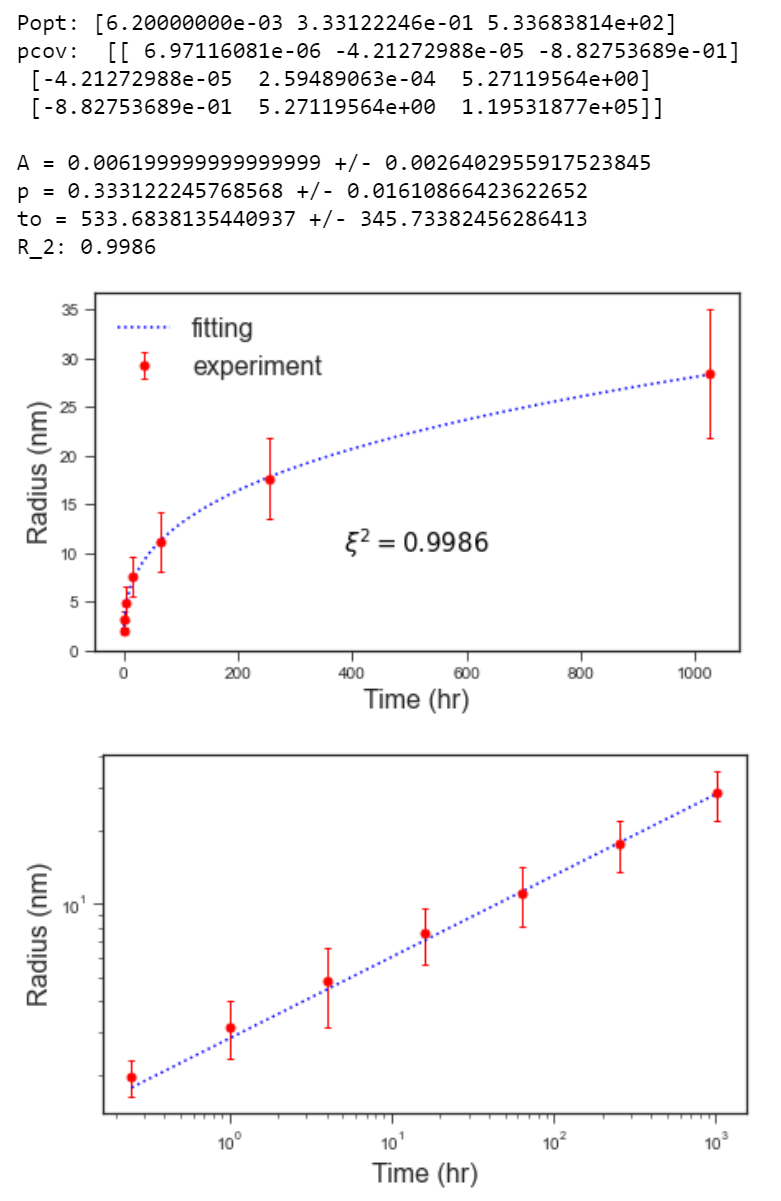 Popt: [6.20000000e-03 3.33122246e-01 5.33683814e+02]
pcov:  [[ 6.97116081e-06 -4.21272988e-05 -8.82753689e-01]
 [-4.21272988e-05  2.59489063e-04  5.27119564e+00]
 [-8.82753689e-01  5.27119564e+00  1.19531877e+05]]
A = 0.006199999999999999 +/- 0.0026402955917523845
p = 0.333122245768568 +/- 0.01610866423622652
to = 533.6838135440937 +/- 345.73382456286413
R_2: 0.9986
fitting
experiment
ξ² = 0.9986
Radius (nm)
35
30
25
20
15
10
5
0
0 200 400 600 800 1000
Time (hr)
Radius (nm)
10¹
10⁰ 10¹ 10² 10³
Time (hr)